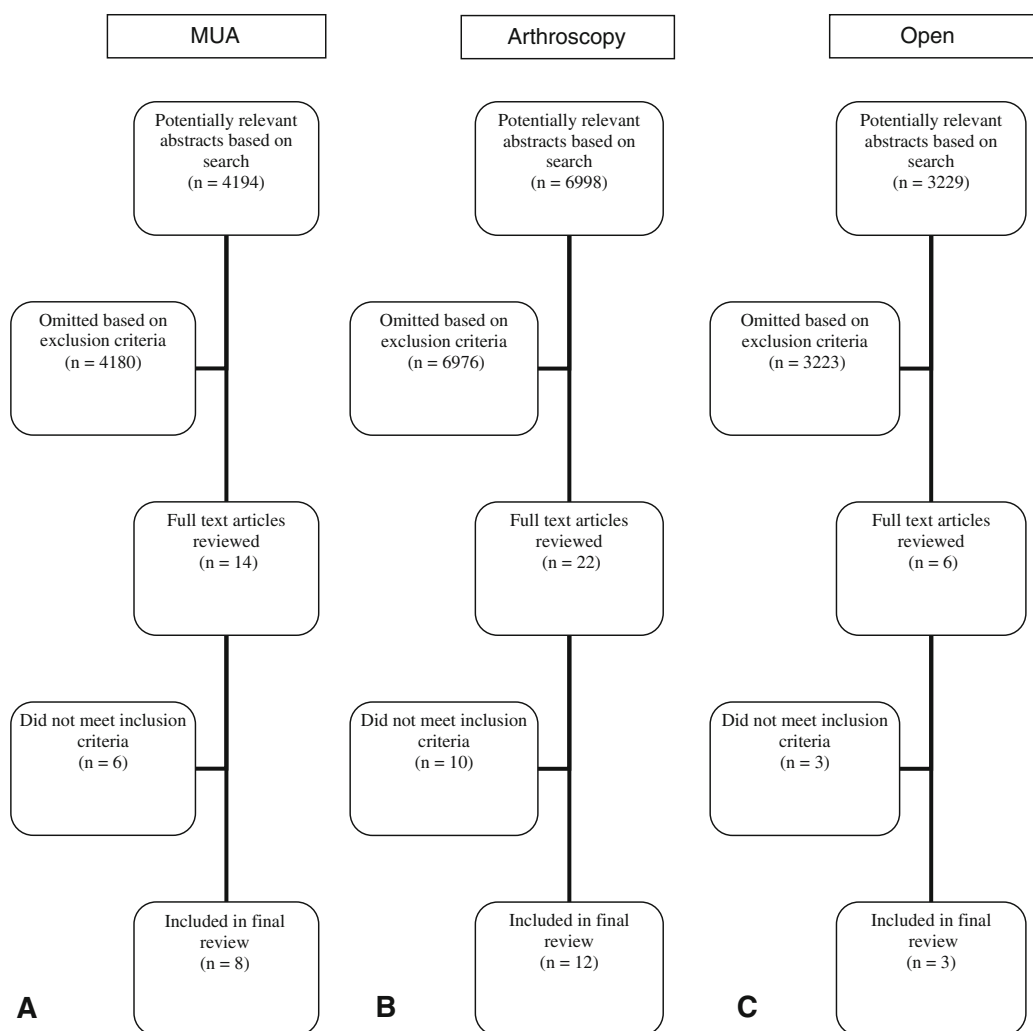 MUA
Potentially relevant
abstracts based on
search
(n = 4194)
Omitted based on
exclusion criteria
(n = 4180)
Full text articles
reviewed
(n = 14)
Did not meet inclusion
criteria
(n = 6)
Included in final
review
(n = 8)
A
Arthroscopy
Potentially relevant
abstracts based on
search
(n = 6998)
Omitted based on
exclusion criteria
(n = 6976)
Full text articles
reviewed
(n = 22)
Did not meet inclusion
criteria
(n = 10)
Included in final
review
(n = 12)
B
Open
Potentially relevant
abstracts based on
search
(n = 3229)
Omitted based on
exclusion criteria
(n = 3223)
Full text articles
reviewed
(n = 6)
Did not meet inclusion
criteria
(n = 3)
Included in final
review
(n = 3)
C